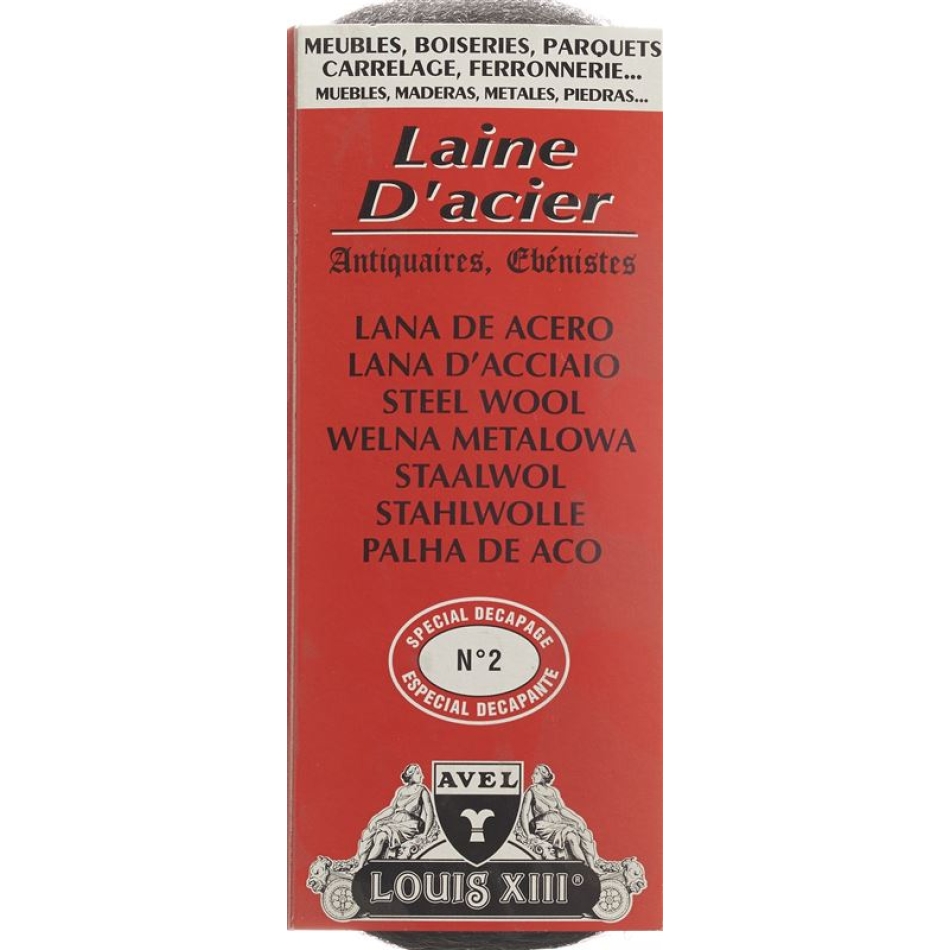 MEUBLES, BOISERIES, PARQUETS
CARRELAGE, FERRONNERIE...
MUEBLES, MADERAS, METALES, PIEDRAS...
Laine
D'acier
Antiquaires, Ebénistes
LANA DE ACERO
LANA D'ACCIAIO
STEEL WOOL
WELNA METALOWA
STAALWOL
STAHLWOLLE
PALHA DE ACO
SPECIAL DECAPAGE
N°2
ESPECIAL DECAPANTE
AVEL
LOUIS XIII®